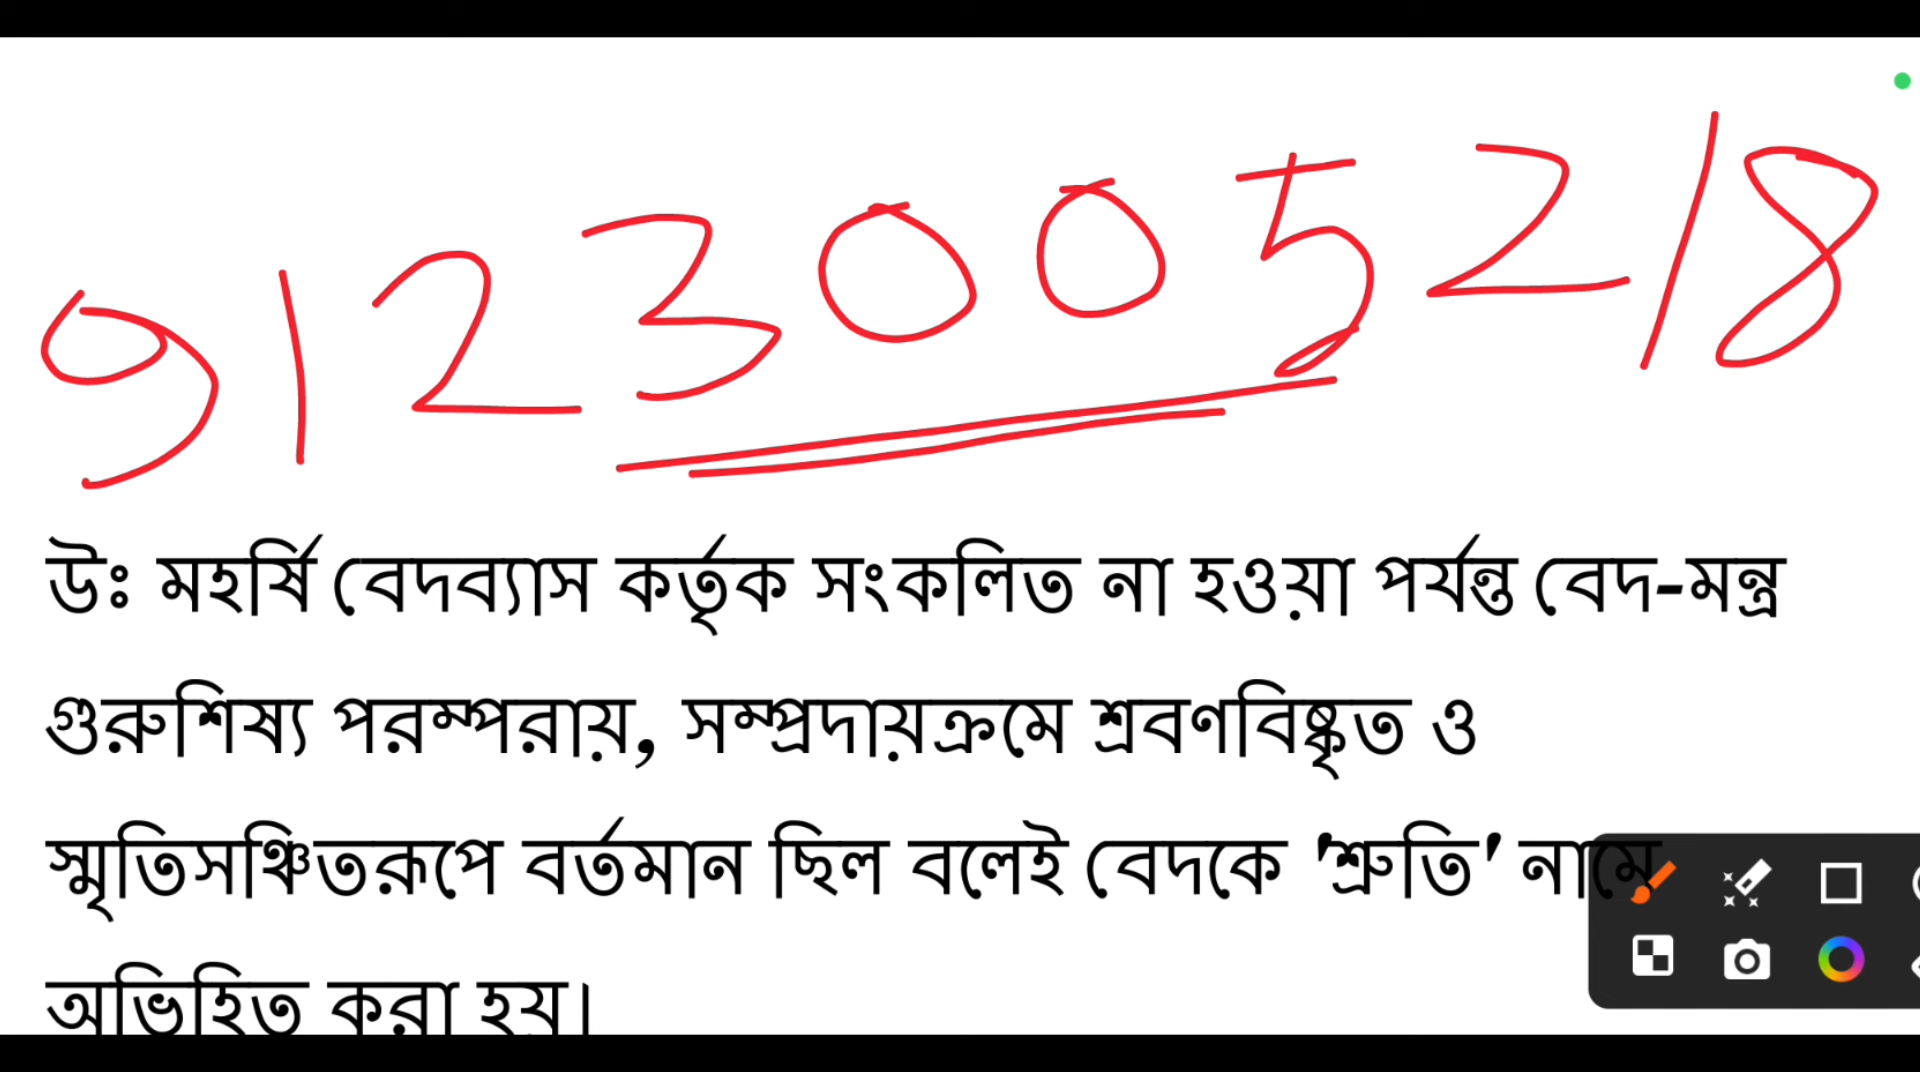 9123005218
উঃ মহর্ষি বেদব্যাস কর্তৃক সংকলিত না হওয়া পর্যন্ত বেদ-মন্ত্র
গুরুশিষ্য পরম্পরায়, সম্প্রদায়ক্রমে শ্রবণবিষ্কৃত ও
স্মৃতিসঞ্চিতরূপে বর্তমান ছিল বলেই বেদকে 'শ্রুতি' নামে
অভিহিত করা হয়।